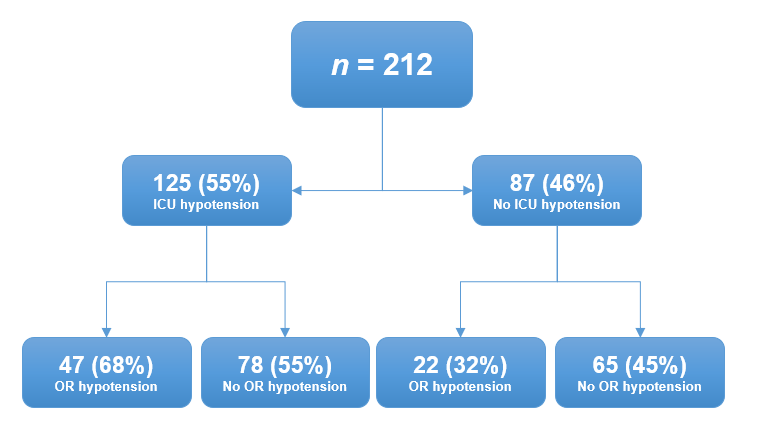 n = 212
125 (55%)
ICU hypotension
87 (46%)
No ICU hypotension
47 (68%)
OR hypotension
78 (55%)
No OR hypotension
22 (32%)
OR hypotension
65 (45%)
No OR hypotension